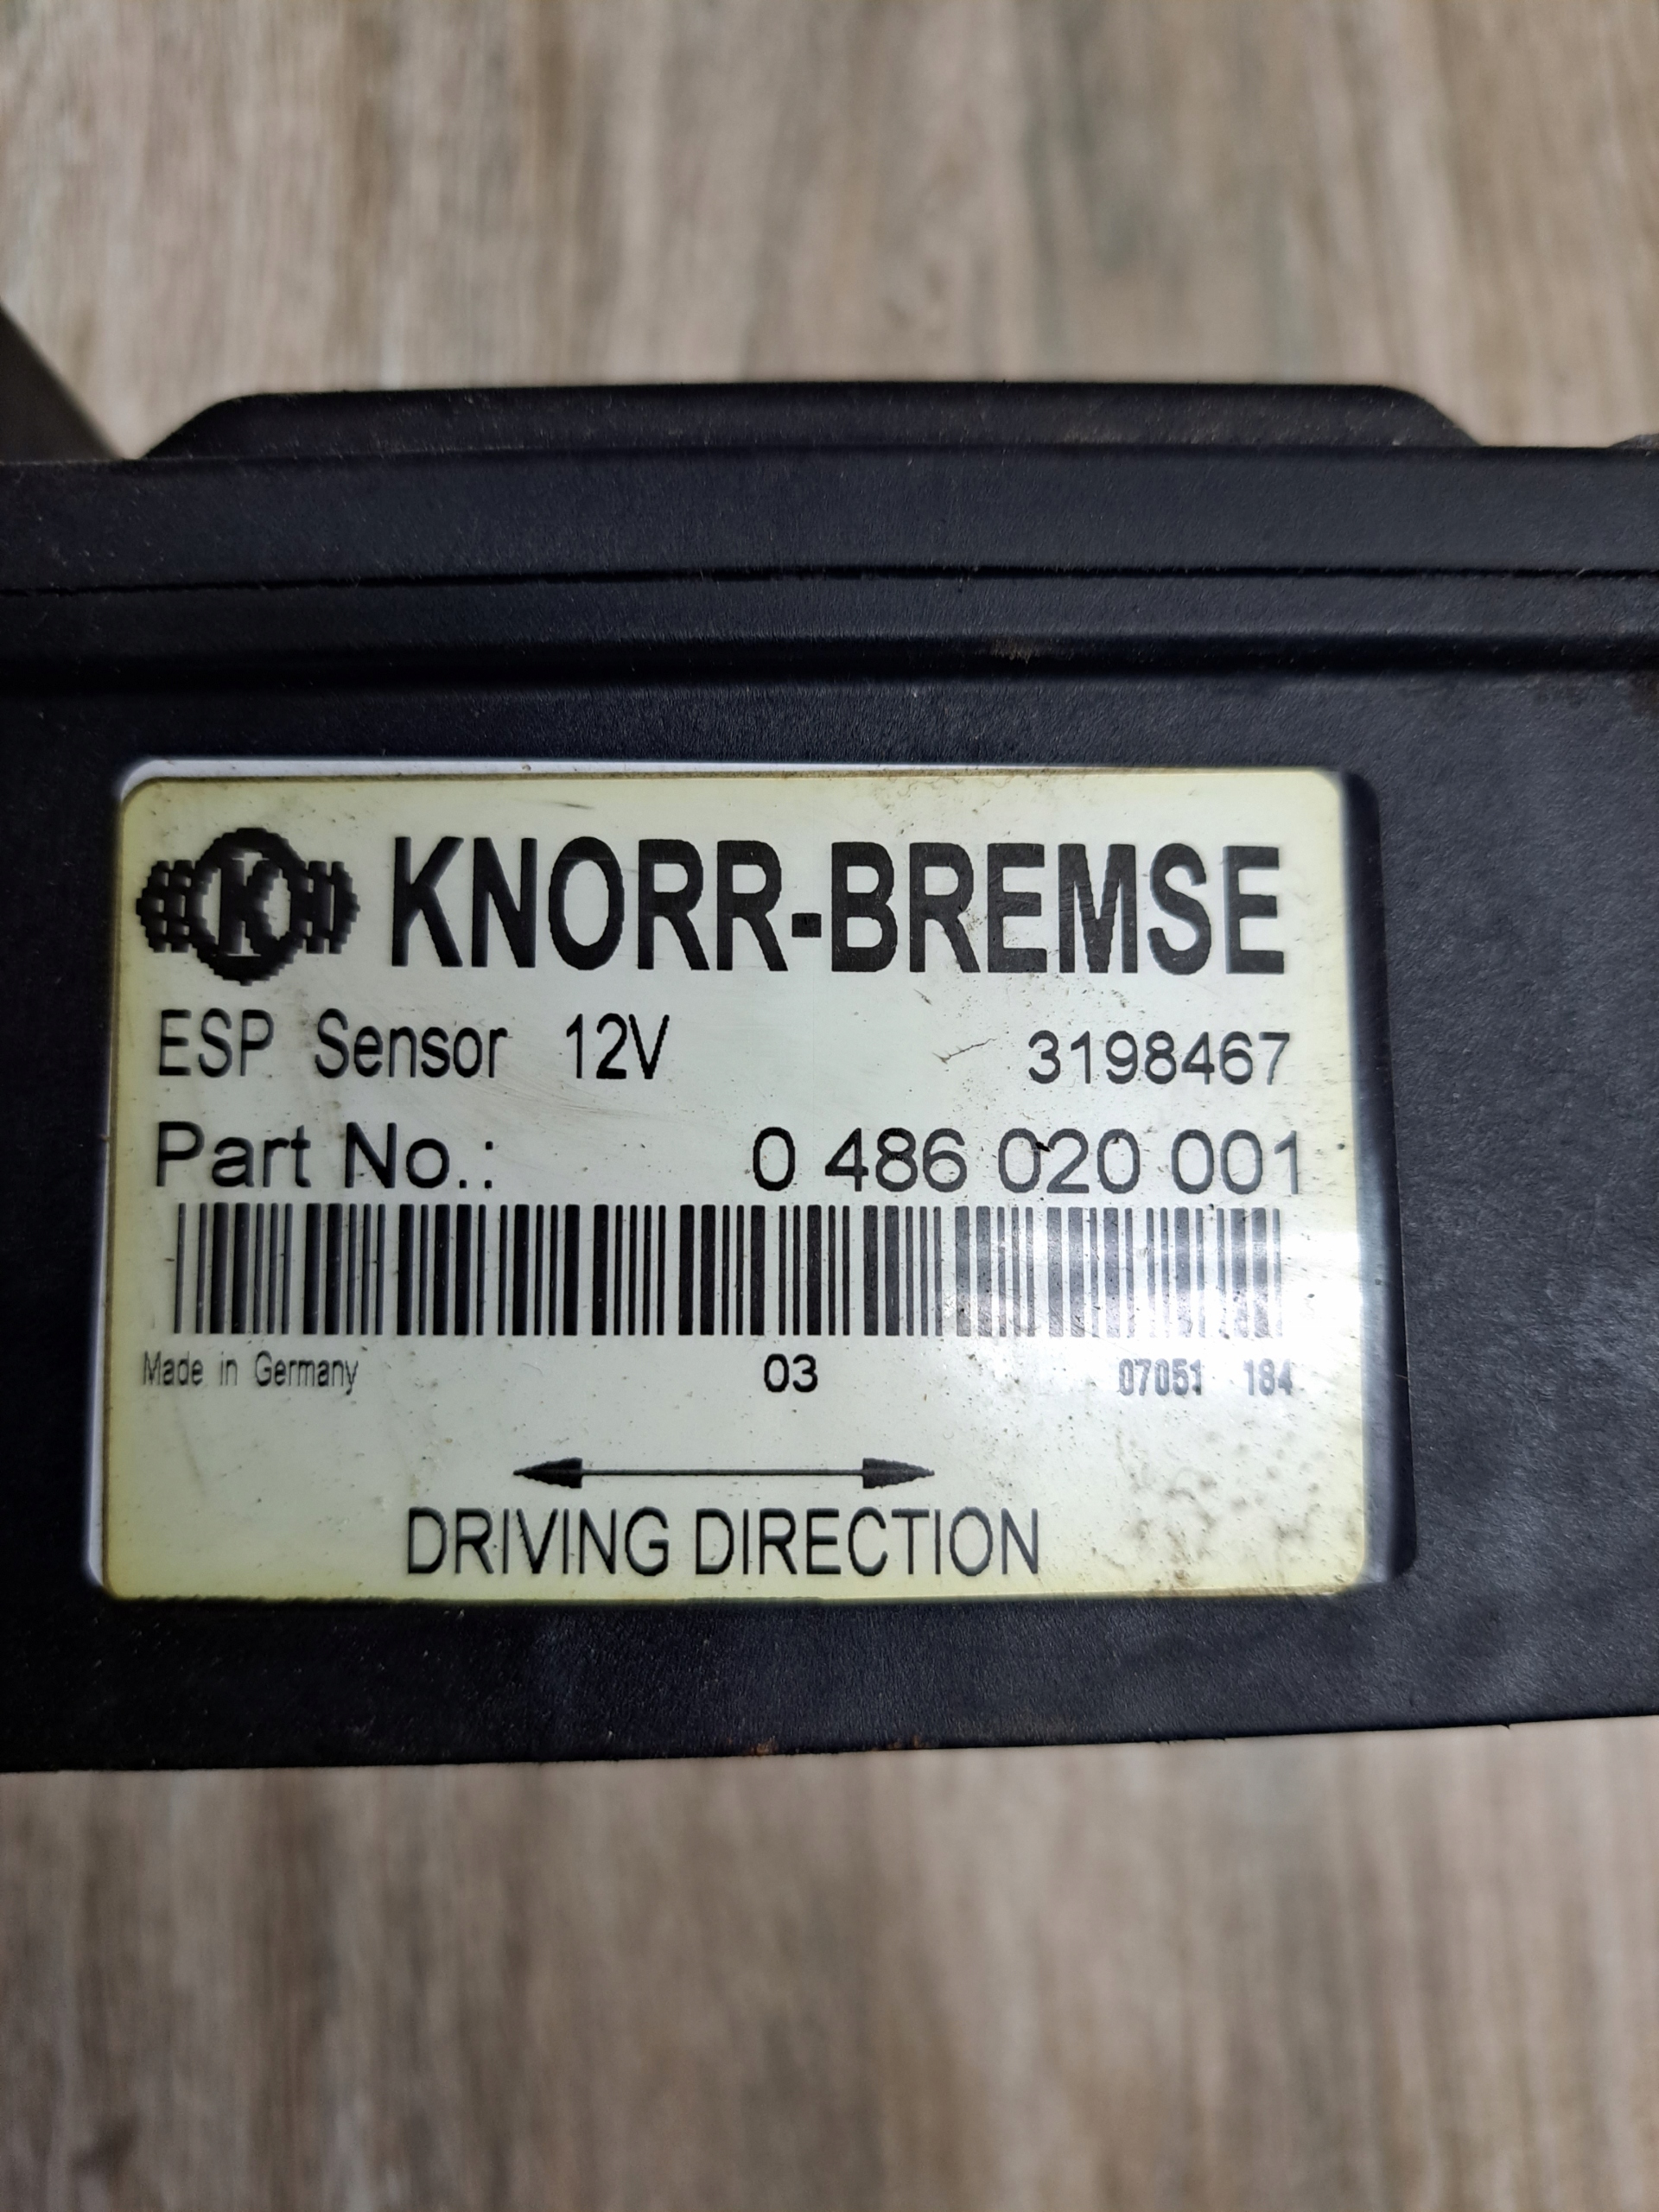 K KNORR-BREMSE
ESP Sensor 12V 3198467
Part No.: 0 486 020 001
Made in Germany 03 07051 184
DRIVING DIRECTION